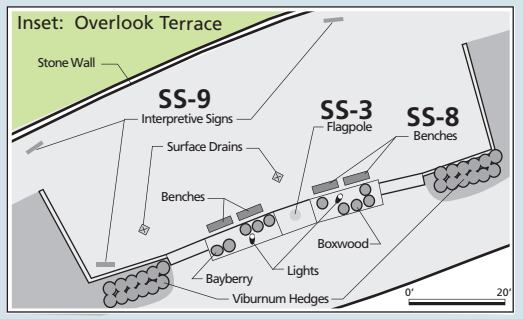 Inset: Overlook Terrace
Stone Wall
SS-9
Interpretive Signs
SS-3
Flagpole
SS-8
Benches
Surface Drains
Benches
Boxwood
Lights
Bayberry
Viburnum Hedges
0'
20'